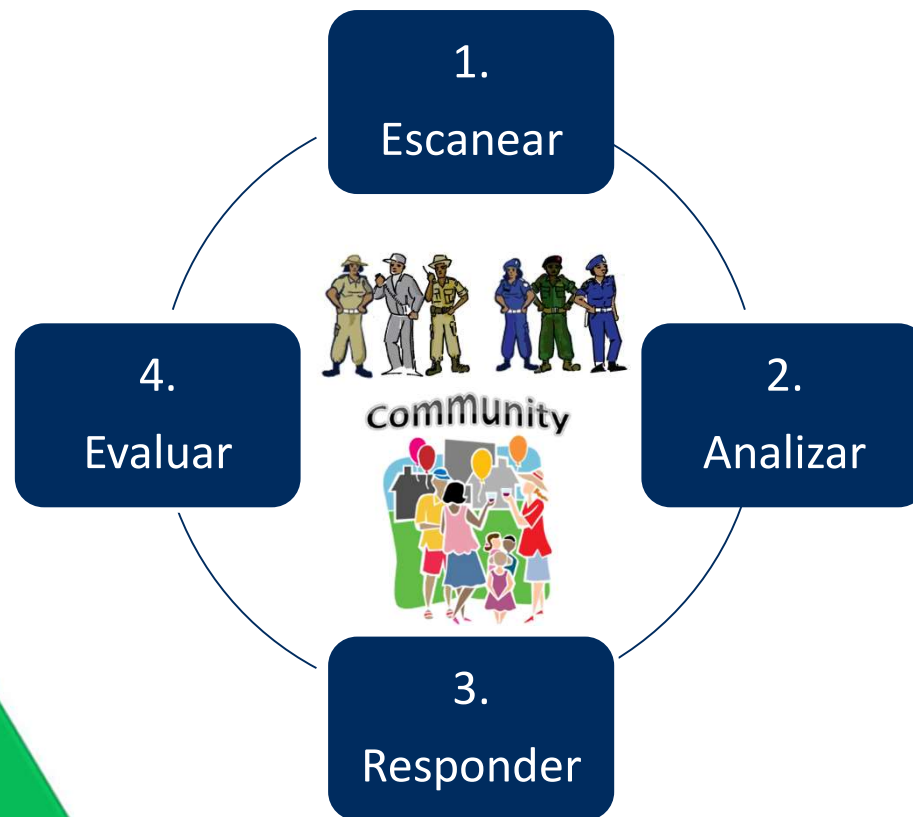 1.
Escanear
2.
Analizar
3.
Responder
4.
Evaluar
Community